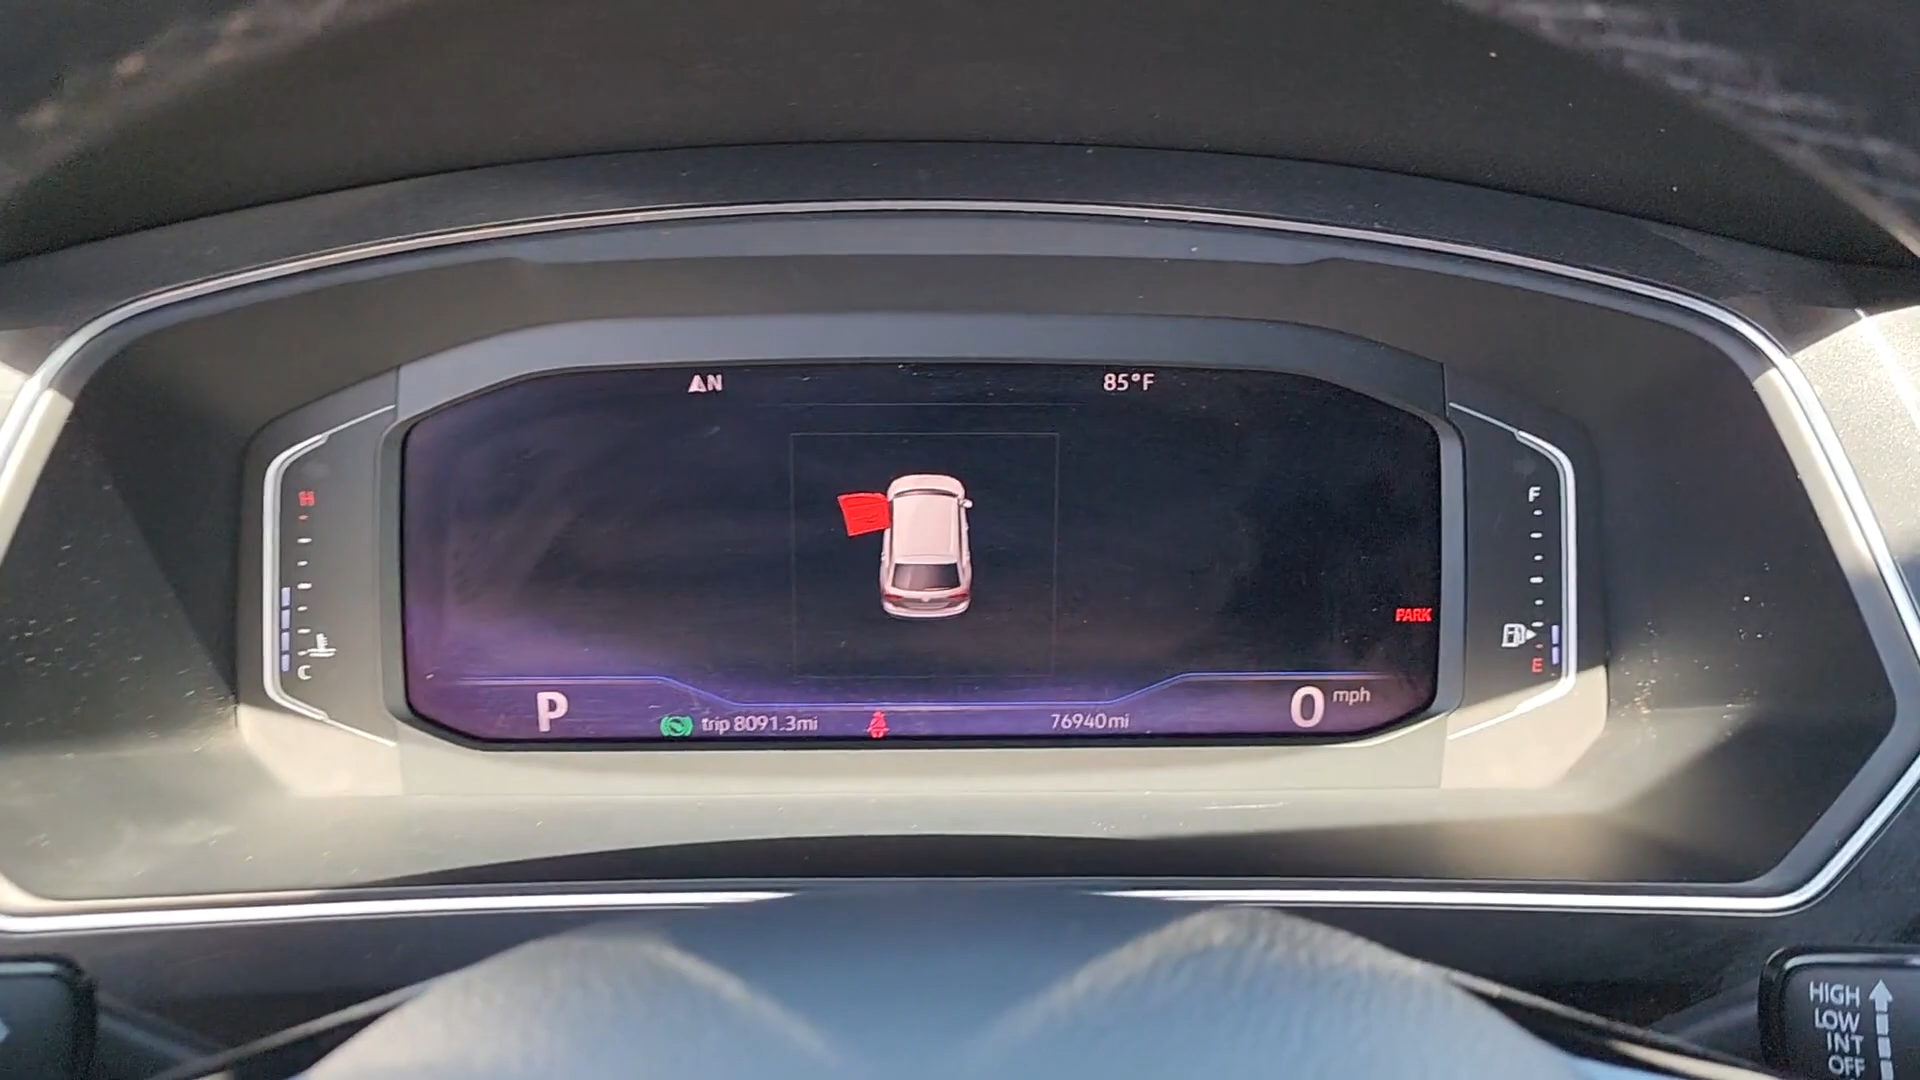 N
85°F
H
F
PARK
C
E
P
0 mph
trip 8091.3mi
76940mi
HIGH
LOW
INT
OFF